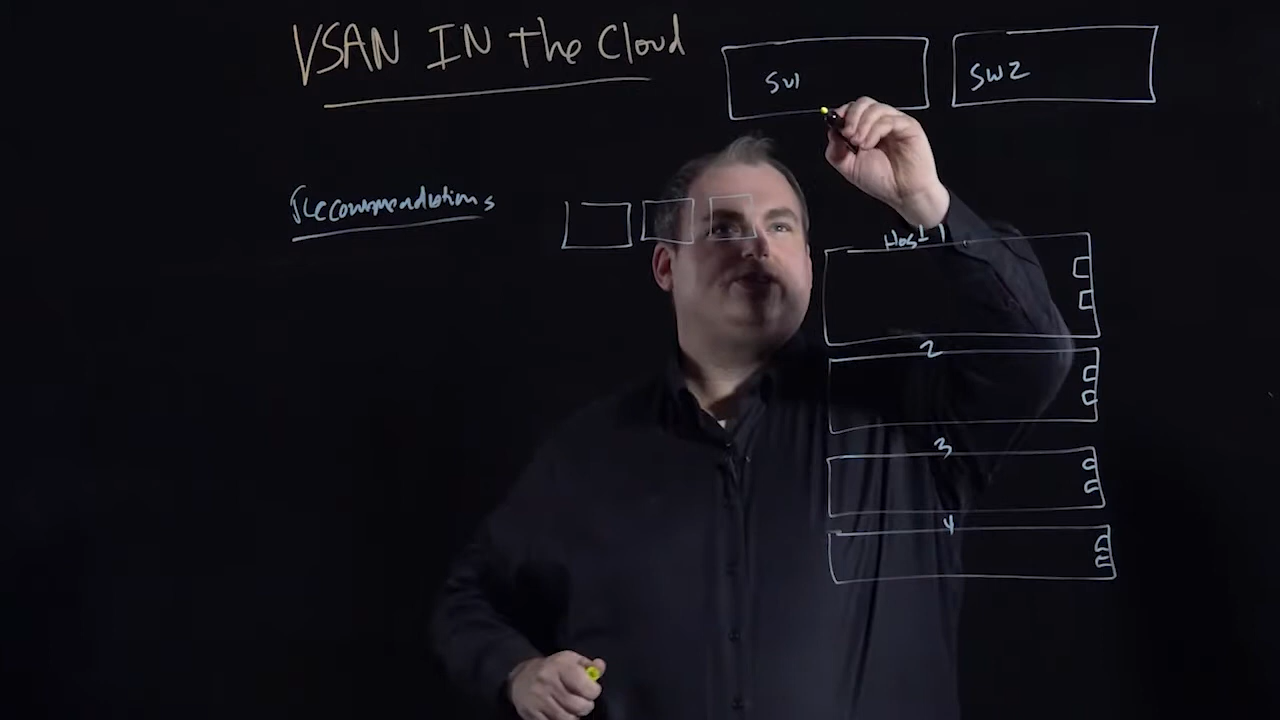 VSAN IN The Cloud
SW1
SW2
Recommendations
Host 1
2
3
4